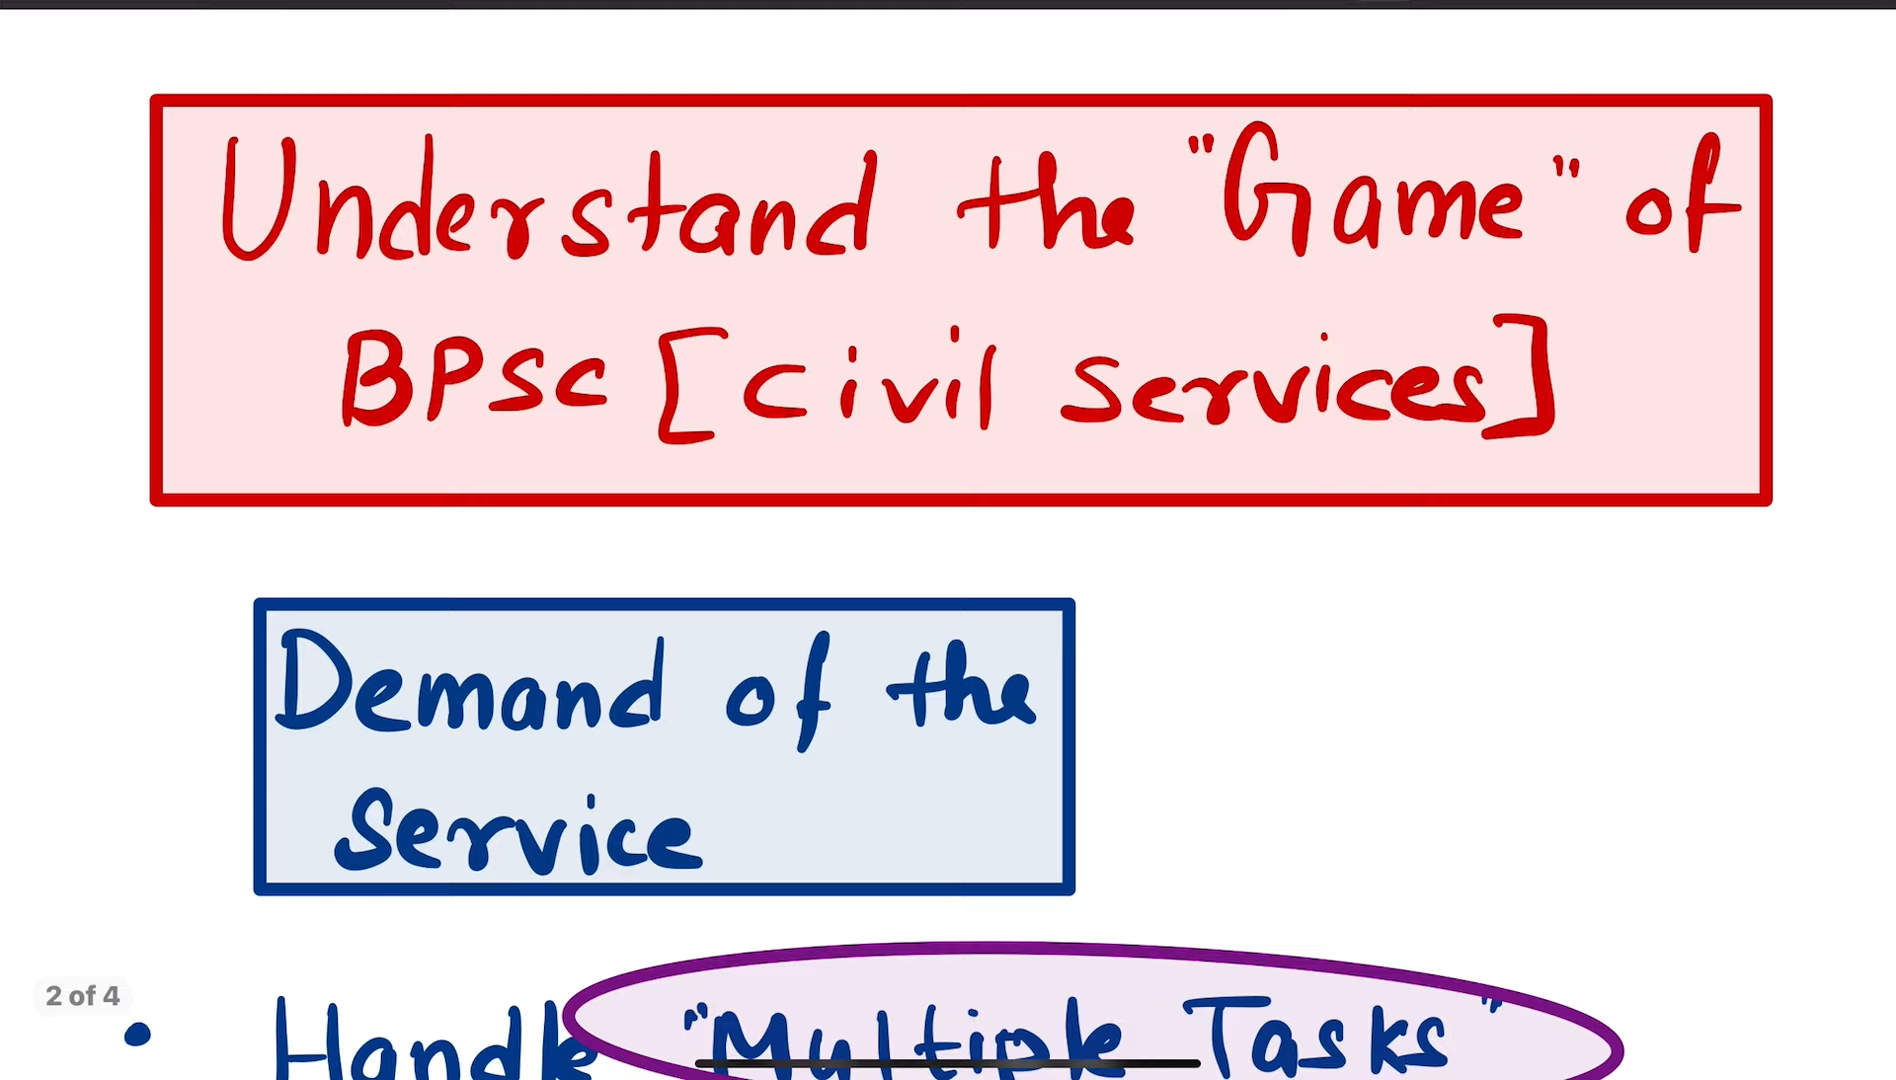 Understand the "Game" of
BPSC [Civil Services]
Demand of the
Service
2 of 4
• Handle "Multiple Tasks"